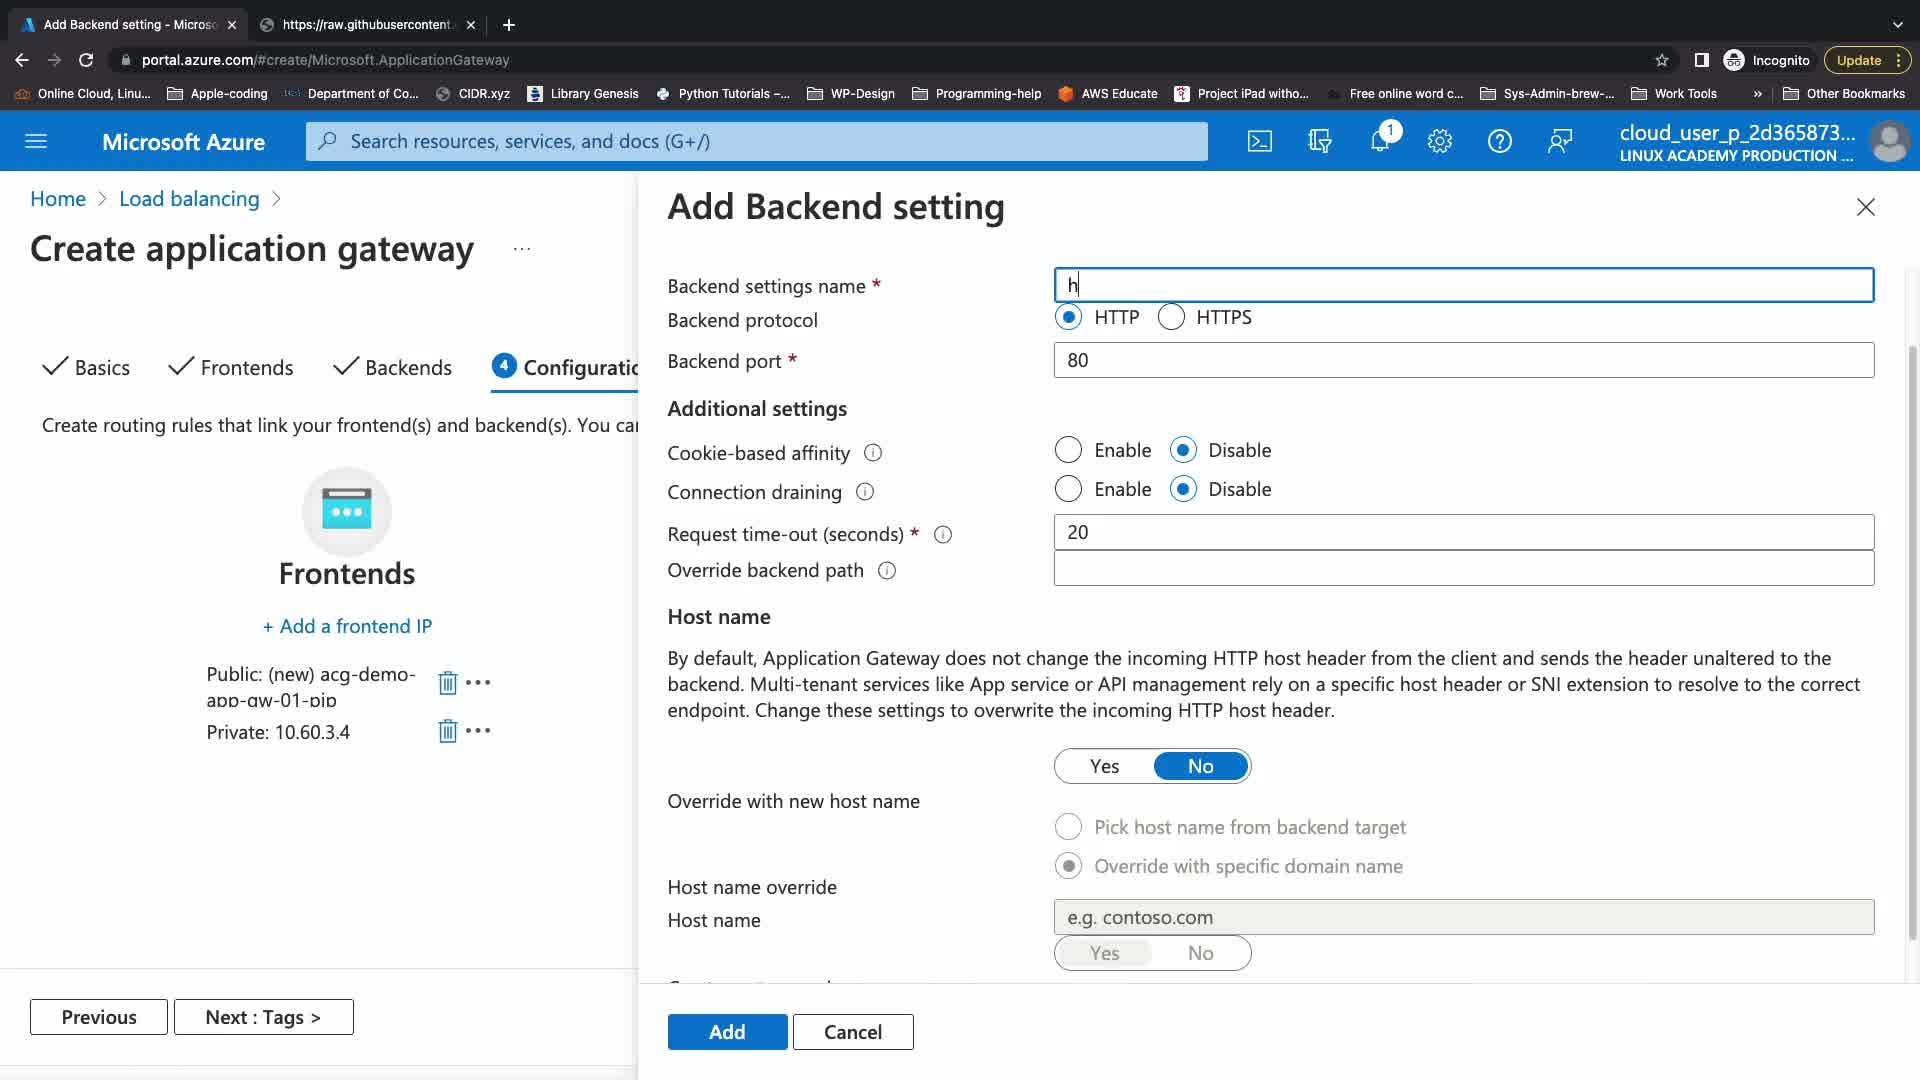 Add Backend setting - Microso
https://raw.githubusercontent.
portal.azure.com/#create/Microsoft.ApplicationGateway
Incognito
Update
Online Cloud, Linu...
Apple-coding
Department of Co...
CIDR.xyz
Library Genesis
Python Tutorials –...
WP-Design
Programming-help
AWS Educate
Project iPad witho...
Free online word c...
Sys-Admin-brew-...
Work Tools
»
Other Bookmarks
Microsoft Azure
Search resources, services, and docs (G+/)
1
cloud_user_p_2d365873...
LINUX ACADEMY PRODUCTION ...
Home > Load balancing >
Create application gateway ...
Basics
Frontends
Backends
4 Configuratio
Create routing rules that link your frontend(s) and backend(s). You ca
Frontends
+ Add a frontend IP
Public: (new) acg-demo-
app-gw-01-pip
Private: 10.60.3.4
Previous
Next : Tags >
Add Backend setting
Backend settings name *
h
Backend protocol
HTTP
HTTPS
Backend port *
80
Additional settings
Cookie-based affinity
Enable
Disable
Connection draining
Enable
Disable
Request time-out (seconds) *
20
Override backend path
Host name
By default, Application Gateway does not change the incoming HTTP host header from the client and sends the header unaltered to the
backend. Multi-tenant services like App service or API management rely on a specific host header or SNI extension to resolve to the correct
endpoint. Change these settings to overwrite the incoming HTTP host header.
Yes
No
Override with new host name
Pick host name from backend target
Override with specific domain name
Host name override
Host name
e.g. contoso.com
Yes
No
Add
Cancel